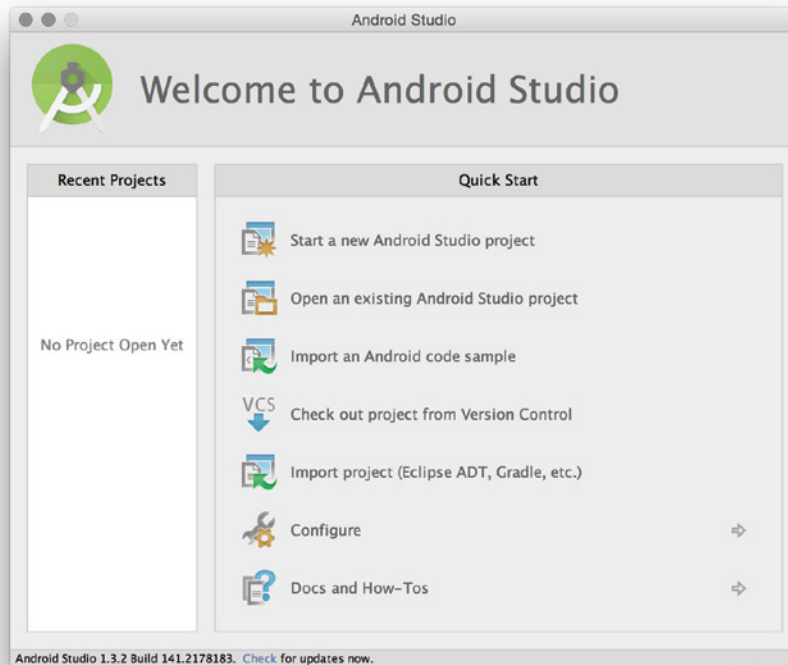 Android Studio
Welcome to Android Studio
Recent Projects
No Project Open Yet
Quick Start
Start a new Android Studio project
Open an existing Android Studio project
Import an Android code sample
VCS
Check out project from Version Control
Import project (Eclipse ADT, Gradle, etc.)
Configure
Docs and How-Tos
Android Studio 1.3.2 Build 141.2178183. Check for updates now.